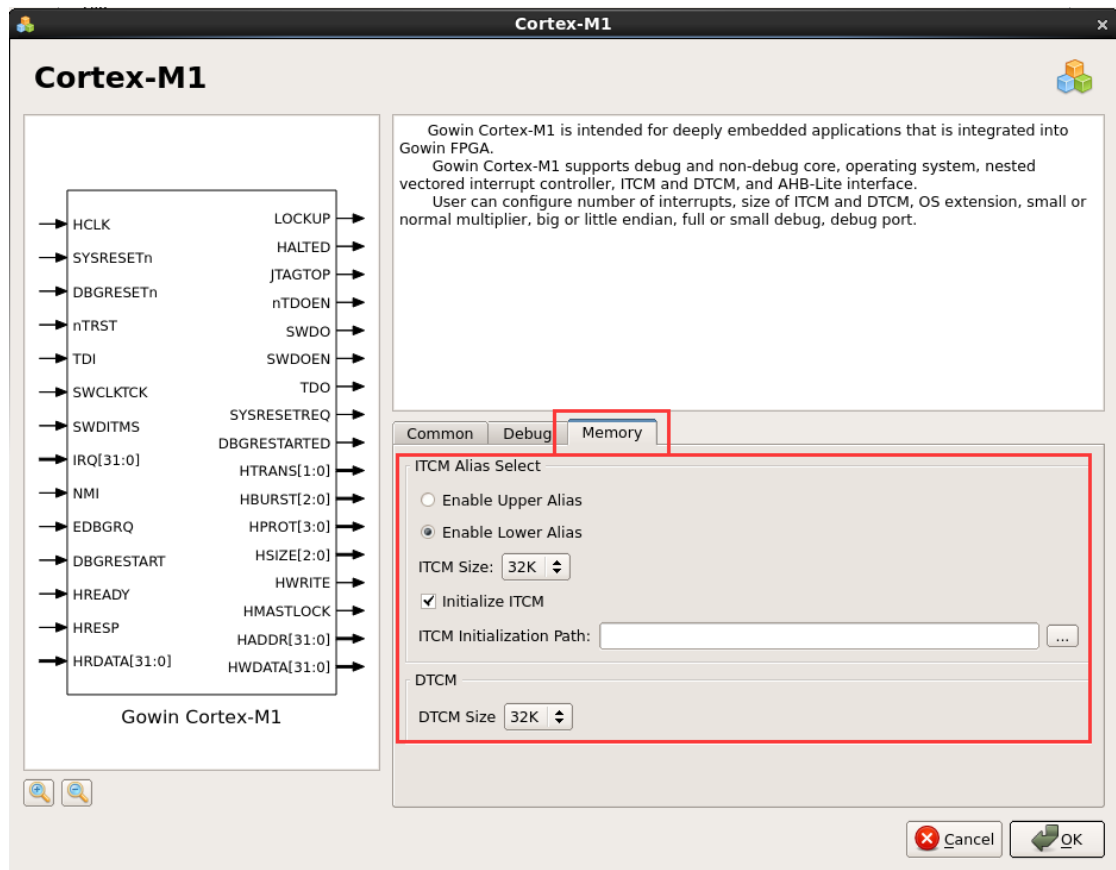 Cortex-M1
Cortex-M1
Gowin Cortex-M1 is intended for deeply embedded applications that is integrated into
Gowin FPGA.
Gowin Cortex-M1 supports debug and non-debug core, operating system, nested
vectored interrupt controller, ITCM and DTCM, and AHB-Lite interface.
User can configure number of interrupts, size of ITCM and DTCM, OS extension, small or
normal multiplier, big or little endian, full or small debug, debug port.
HCLK
SYSRESETn
DBGRESETn
nTRST
TDI
SWCLKTCK
SWDITMS
IRQ[31:0]
NMI
EDBGRQ
DBGRESTART
HREADY
HRESP
HRDATA[31:0]
LOCKUP
HALTED
JTAGTOP
nTDOEN
SWDO
SWDOEN
TDO
SYSRESETREQ
DBGRESTARTED
HTRANS[1:0]
HBURST[2:0]
HPROT[3:0]
HSIZE[2:0]
HWRITE
HMASTLOCK
HADDR[31:0]
HWDATA[31:0]
Gowin Cortex-M1
Common Debug Memory
ITCM Alias Select
Enable Upper Alias
Enable Lower Alias
ITCM Size: 32K
Initialize ITCM
ITCM Initialization Path: ...
DTCM
DTCM Size 32K
Cancel OK